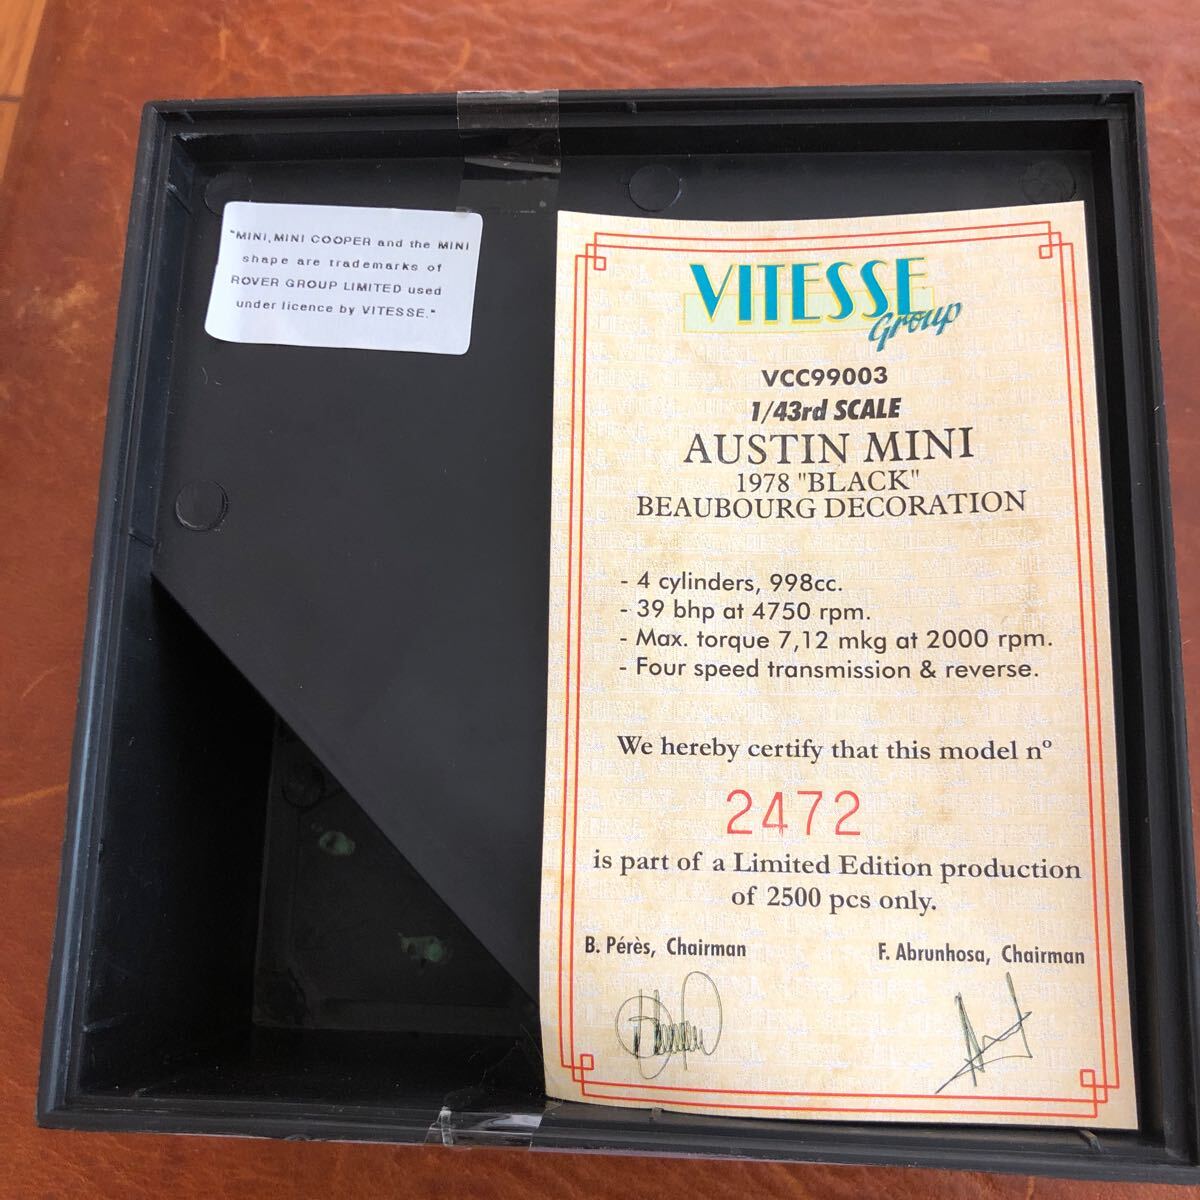 "MINI, MINI COOPER and the MINI
shape are trademarks of
ROVER GROUP LIMITED used
under licence by VITESSE."
VITESSE
Group
VCC99003
1/43rd SCALE
AUSTIN MINI
1978 "BLACK"
BEAUBOURG DECORATION
- 4 cylinders, 998cc.
- 39 bhp at 4750 rpm.
- Max. torque 7,12 mkg at 2000 rpm.
- Four speed transmission & reverse.
We hereby certify that this model nº
2472
is part of a Limited Edition production
of 2500 pcs only.
B. Pérès, Chairman
F. Abrunhosa, Chairman